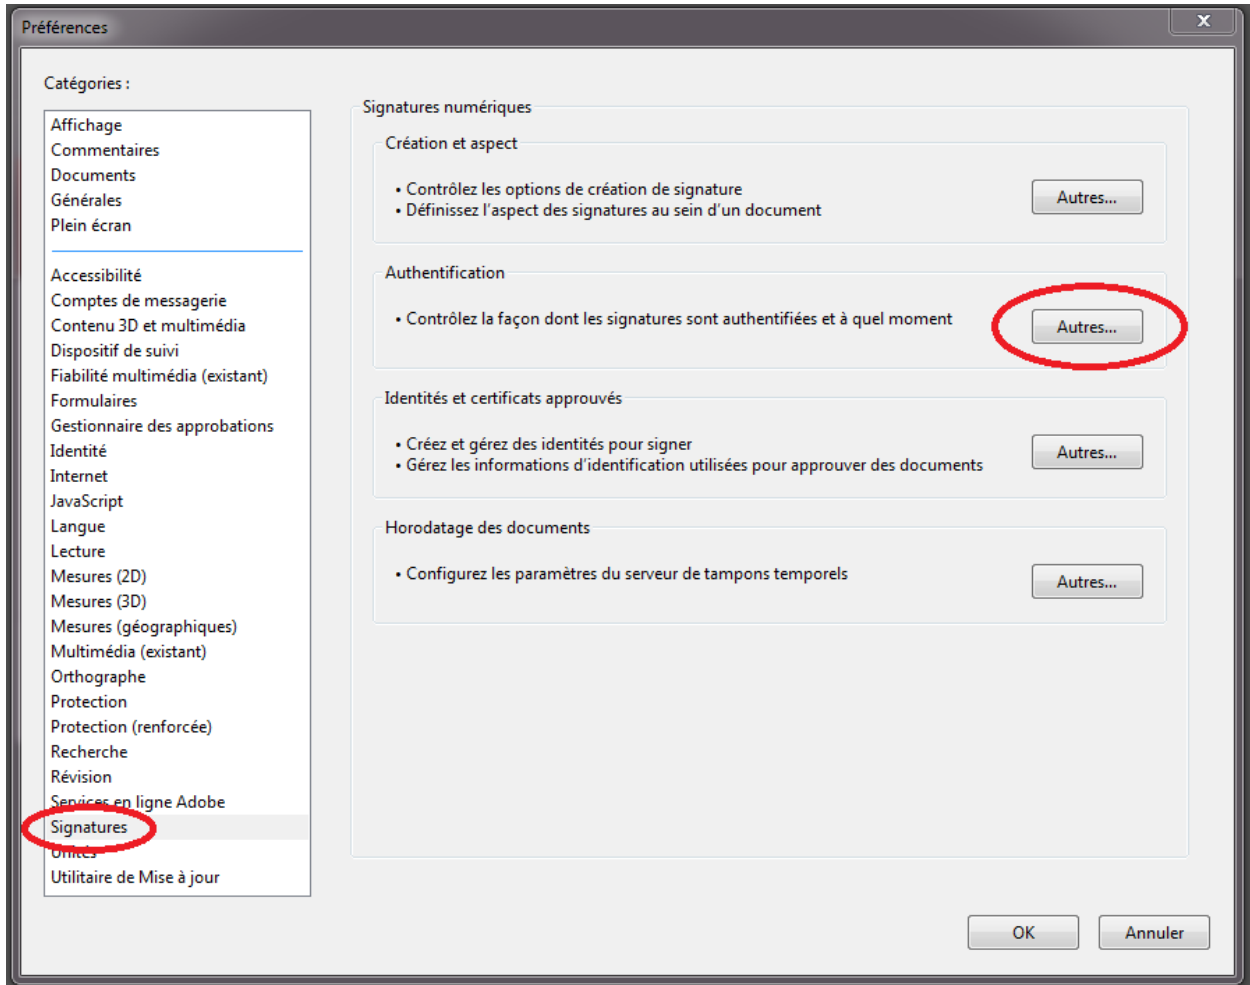 Préférences
x
Catégories :
Affichage
Commentaires
Documents
Générales
Plein écran
Accessibilité
Comptes de messagerie
Contenu 3D et multimédia
Dispositif de suivi
Fiabilité multimédia (existant)
Formulaires
Gestionnaire des approbations
Identité
Internet
JavaScript
Langue
Lecture
Mesures (2D)
Mesures (3D)
Mesures (géographiques)
Multimédia (existant)
Orthographe
Protection
Protection (renforcée)
Recherche
Révision
Services en ligne Adobe
Signatures
Unités
Utilitaire de Mise à jour
Signatures numériques
Création et aspect
• Contrôlez les options de création de signature
• Définissez l'aspect des signatures au sein d'un document
Autres...
Authentification
• Contrôlez la façon dont les signatures sont authentifiées et à quel moment
Autres...
Identités et certificats approuvés
• Créez et gérez des identités pour signer
• Gérez les informations d'identification utilisées pour approuver des documents
Autres...
Horodatage des documents
• Configurez les paramètres du serveur de tampons temporels
Autres...
OK
Annuler